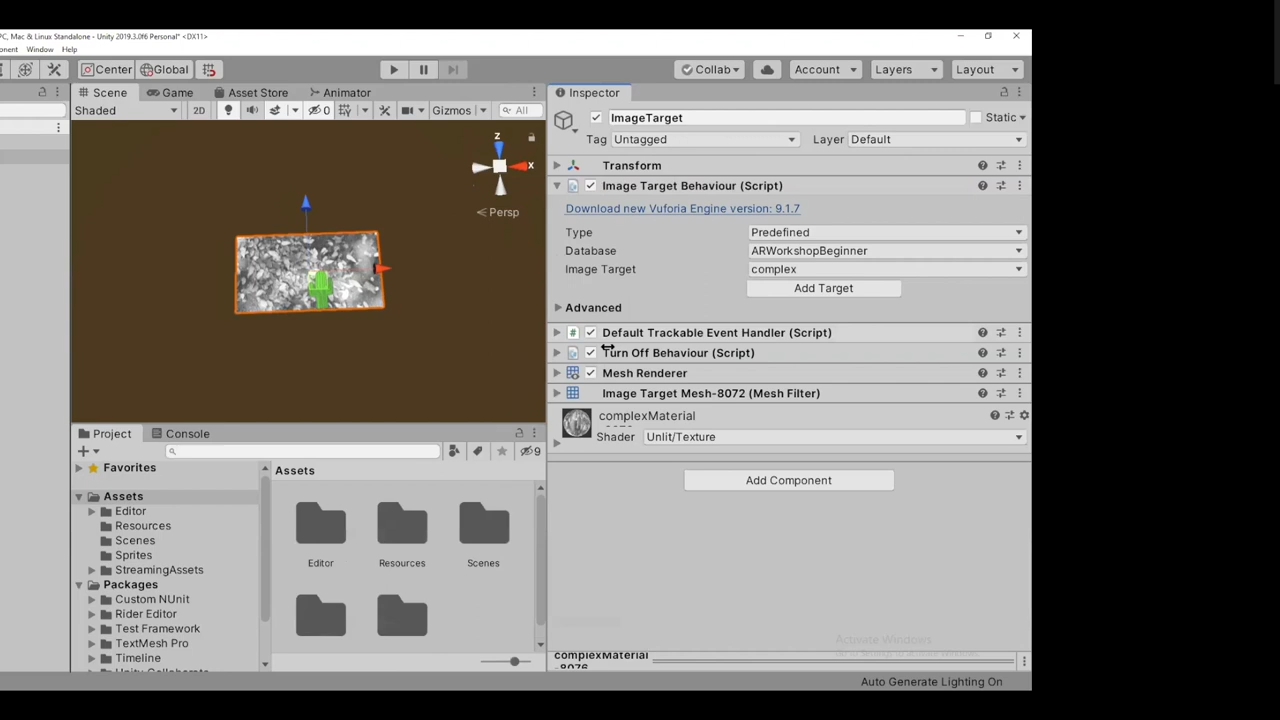 PC, Mac & Linux Standalone - Unity 2019.3.0f6 Personal* <DX11>
Window Help
Center Global
Collab Account Layers Layout
Scene Game Asset Store Animator
Shaded 2D 0 Gizmos All
z
x
Persp
Inspector
ImageTarget Static
Tag Untagged Layer Default
Transform
Image Target Behaviour (Script)
Download new Vuforia Engine version: 9.1.7
Type Predefined
Database ARWorkshopBeginner
Image Target complex
Add Target
Advanced
# Default Trackable Event Handler (Script)
Turn Off Behaviour (Script)
Mesh Renderer
Image Target Mesh-8072 (Mesh Filter)
complexMaterial
Shader Unlit/Texture
Add Component
Project Console
9
Favorites
Assets
Editor
Resources
Scenes
Sprites
StreamingAssets
Packages
Custom NUnit
Rider Editor
Test Framework
TextMesh Pro
Timeline
Assets
Editor Resources Scenes
Activate Windows
complexMaterial
-8076
Auto Generate Lighting On